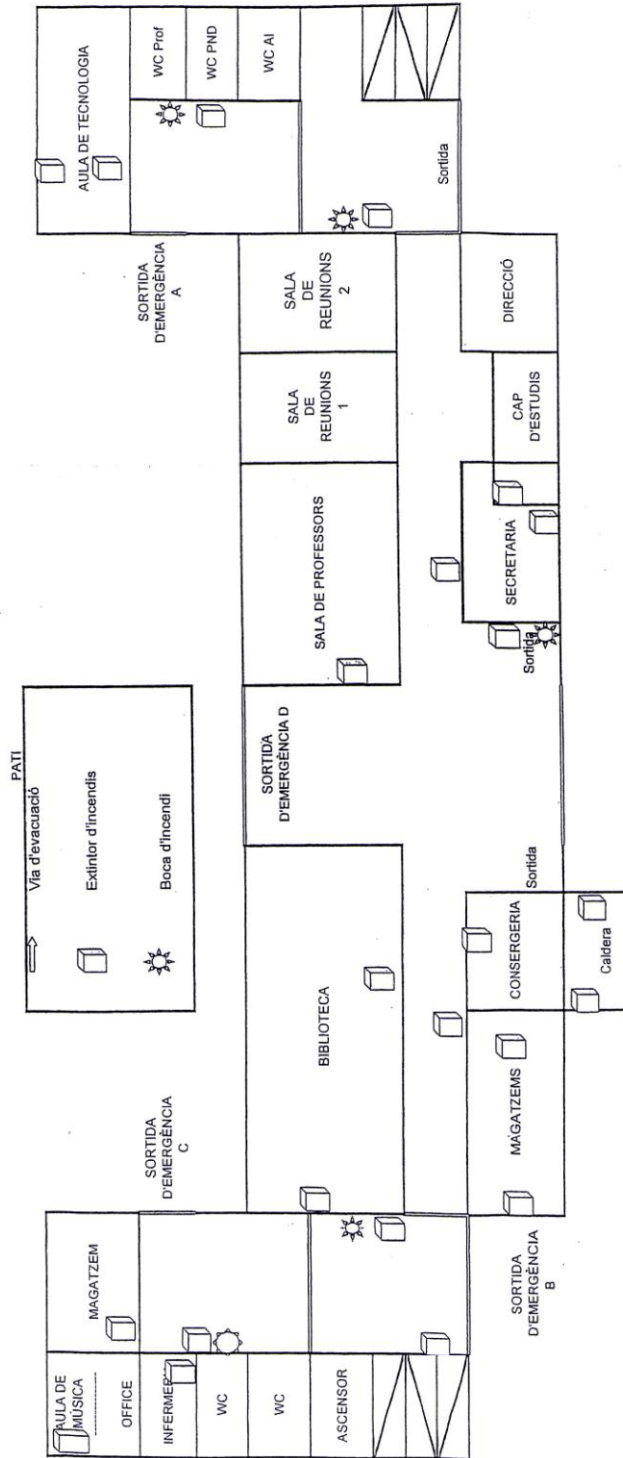 PATI
Via d'evacuació
Extintor d'incendis
Boca d'incendi
AULA DE
MÚSICA
OFFICE
MAGATZEM
INFERMER
WC
WC
ASCENSOR
SORTIDA
D'EMERGÈNCIA
C
SORTIDA
D'EMERGÈNCIA
A
AULA DE TECNOLOGIA
WC Prof
WC PND
WC Al
BIBLIOTECA
SORTIDA
D'EMERGÈNCIA D
SALA DE PROFESSORS
SALA
DE
REUNIONS
1
SALA
DE
REUNIONS
2
Sortida
SORTIDA
D'EMERGÈNCIA
B
MAGATZEMS
CONSERGERIA
Caldera
Sortida
Sortida
SECRETARIA
CAP
D'ESTUDIS
DIRECCIÓ